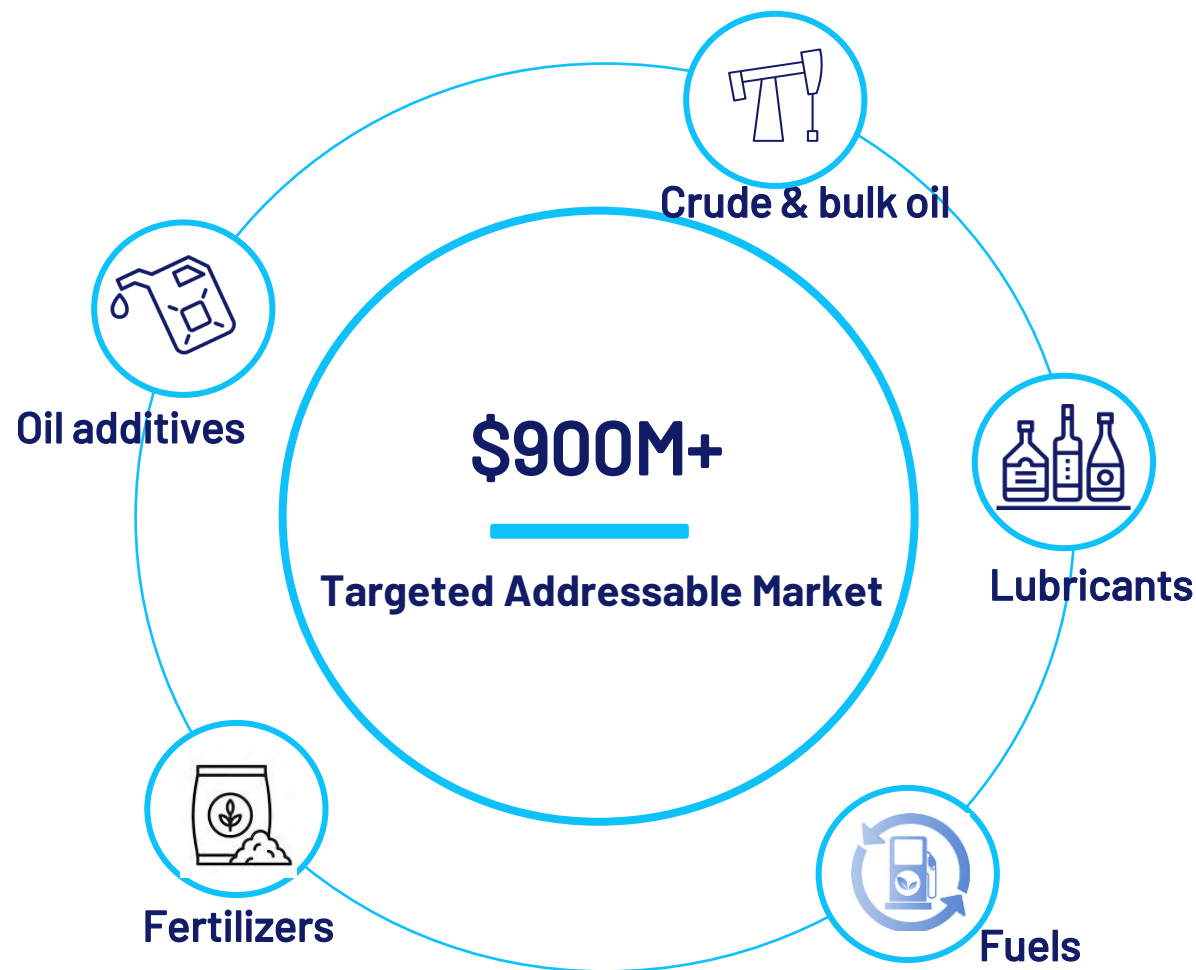 Crude & bulk oil
Oil additives
$900M+
Targeted Addressable Market
Lubricants
Fertilizers
Fuels